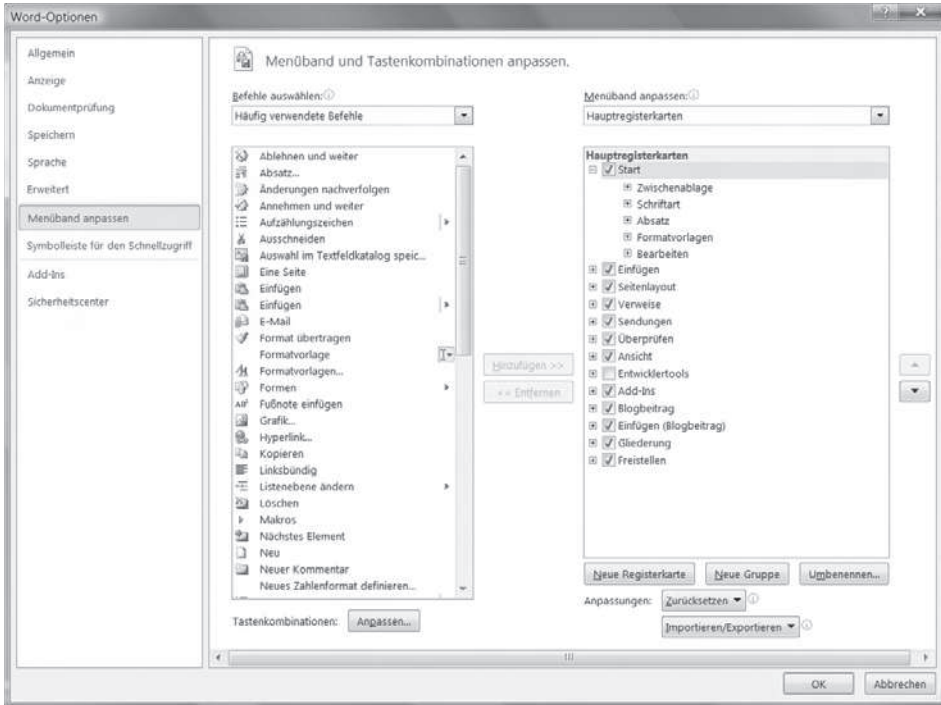 Word-Optionen
Allgemein
Anzeige
Dokumentprüfung
Speichern
Sprache
Erweitert
Menüband anpassen
Symbolleiste für den Schnellzugriff
Add-Ins
Sicherheitscenter
Menüband und Tastenkombinationen anpassen.
Befehle auswählen:
Häufig verwendete Befehle
Ablehnen und weiter
Absatz...
Änderungen nachverfolgen
Annehmen und weiter
Aufzählungszeichen
Ausschneiden
Auswahl im Textfeldkatalog speic...
Eine Seite
Einfügen
Einfügen
E-Mail
Format übertragen
Formatvorlage
Formatvorlagen...
Formen
Fußnote einfügen
Grafik...
Hyperlink...
Kopieren
Linksbündig
Listenebene ändern
Löschen
Makros
Nächstes Element
Neu
Neuer Kommentar
Neues Zahlenformat definieren...
Tastenkombinationen: Anpassen...
Hinzufügen >>
<< Entfernen
Menüband anpassen:
Hauptregisterkarten
Hauptregisterkarten
Start
Zwischenablage
Schriftart
Absatz
Formatvorlagen
Bearbeiten
Einfügen
Seitenlayout
Verweise
Sendungen
Überprüfen
Ansicht
Entwicklertools
Add-Ins
Blogbeitrag
Einfügen (Blogbeitrag)
Gliederung
Freistellen
Neue Registerkarte Neue Gruppe Umbenennen...
Anpassungen: Zurücksetzen
Importieren/Exportieren
OK Abbrechen